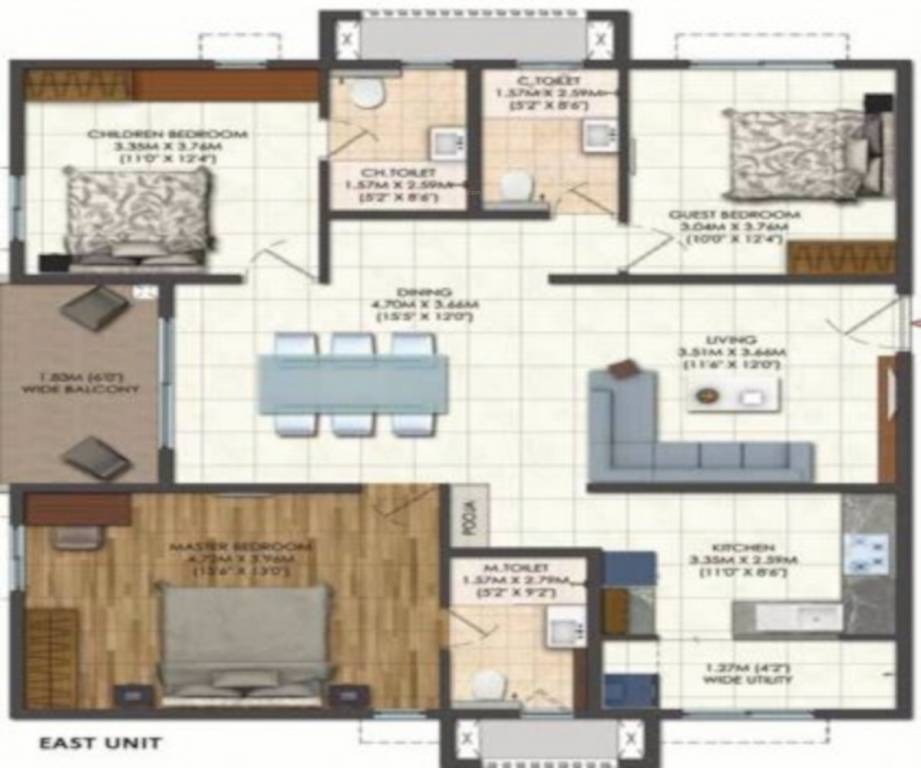 C.TOILET
1.57M X 2.59M
(5'2" X 8'6")
CHILDREN BEDROOM
3.35M X 3.76M
(11'0" X 12'4")
CH.TOILET
1.57M X 2.59M
(5'2" X 8'6")
GUEST BEDROOM
3.04M X 3.76M
(10'0" X 12'4")
DINING
4.70M X 3.66M
(15'5" X 12'0")
LIVING
3.51M X 3.66M
(11'6" X 12'0")
1.83M (6'0")
WIDE BALCONY
POOJA
MASTER BEDROOM
4.72M X 3.96M
(15'6" X 13'0")
M.TOILET
1.57M X 2.79M
(5'2" X 9'2")
KITCHEN
3.35M X 2.59M
(11'0" X 8'6")
1.27M (4'2")
WIDE UTILITY
EAST UNIT